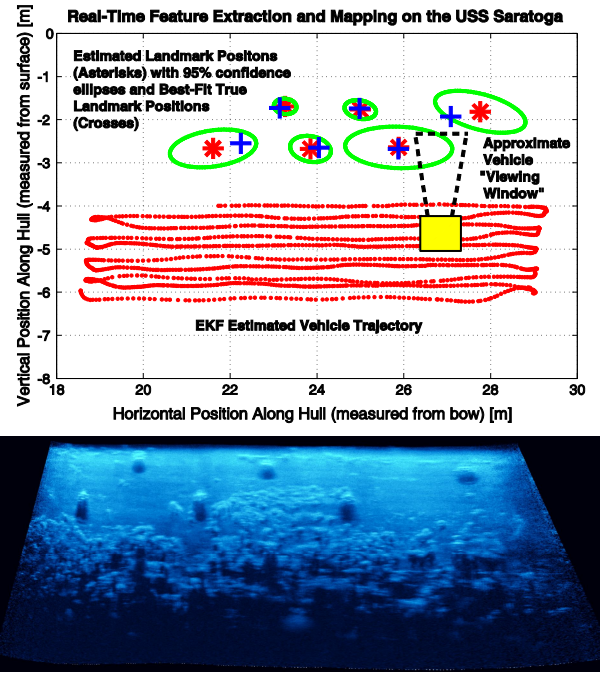 Real-Time Feature Extraction and Mapping on the USS Saratoga
Vertical Position Along Hull (measured from surface) [m]
0
-1
-2
-3
-4
-5
-6
-7
-8
Estimated Landmark Positons
(Asterisks) with 95% confidence
ellipses and Best-Fit True
Landmark Positions
(Crosses)
Approximate
Vehicle
"Viewing
Window"
EKF Estimated Vehicle Trajectory
18
20
22
24
26
28
30
Horizontal Position Along Hull (measured from bow) [m]